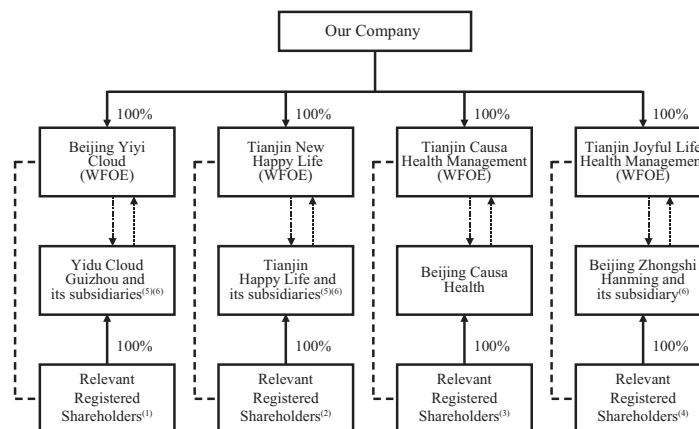 Our Company
100%
100%
100%
100%
Beijing Yiyi
Cloud
(WFOE)
Tianjin New
Happy Life
(WFOE)
Tianjin Causa
Health Management
(WFOE)
Tianjin Joyful Life
Health Management
(WFOE)
Yidu Cloud
Guizhou and
its subsidiaries(5)(6)
Tianjin
Happy Life and
its subsidiaries(5)(6)
Beijing Causa
Health
Beijing Zhongshi
Hanming and
its subsidiary(6)
100%
100%
100%
100%
Relevant
Registered
Shareholders(1)
Relevant
Registered
Shareholders(2)
Relevant
Registered
Shareholders(3)
Relevant
Registered
Shareholders(4)